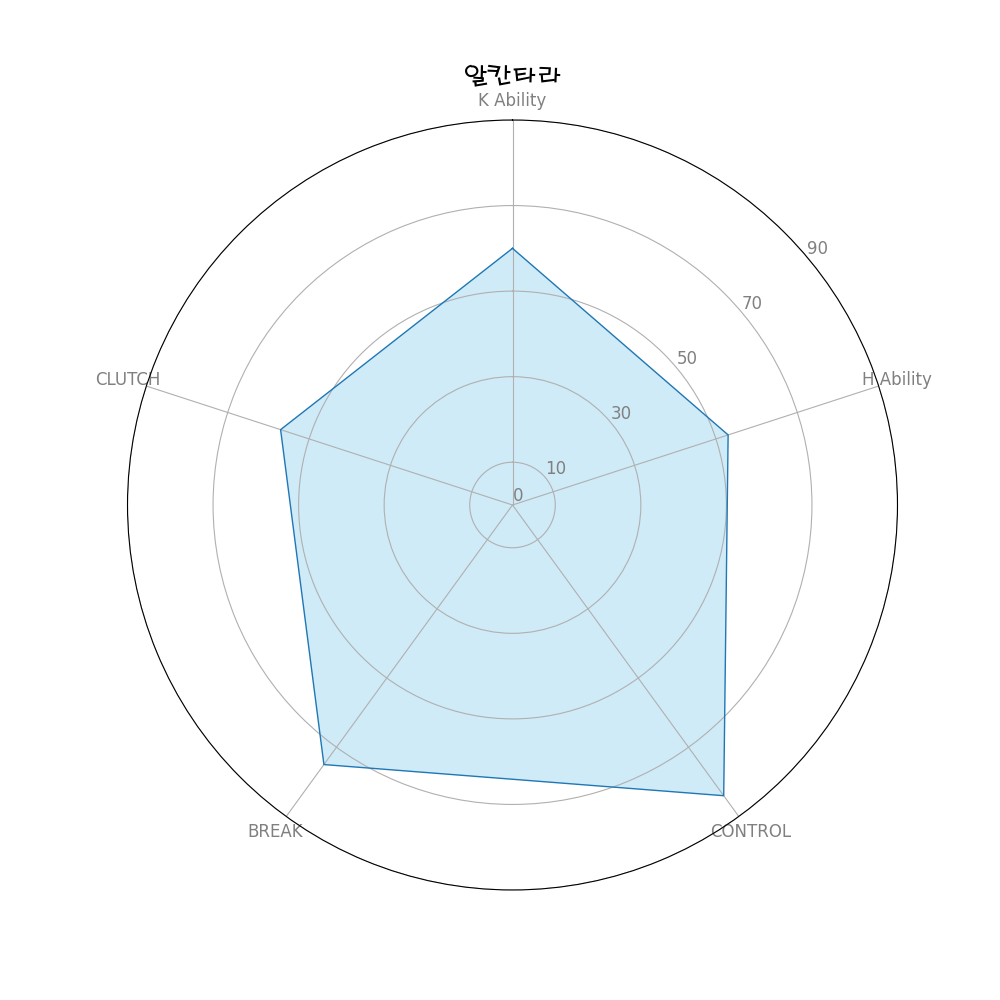 알칸타라
K Ability
90
70
50
30
10
0
CLUTCH
H Ability
BREAK
CONTROL